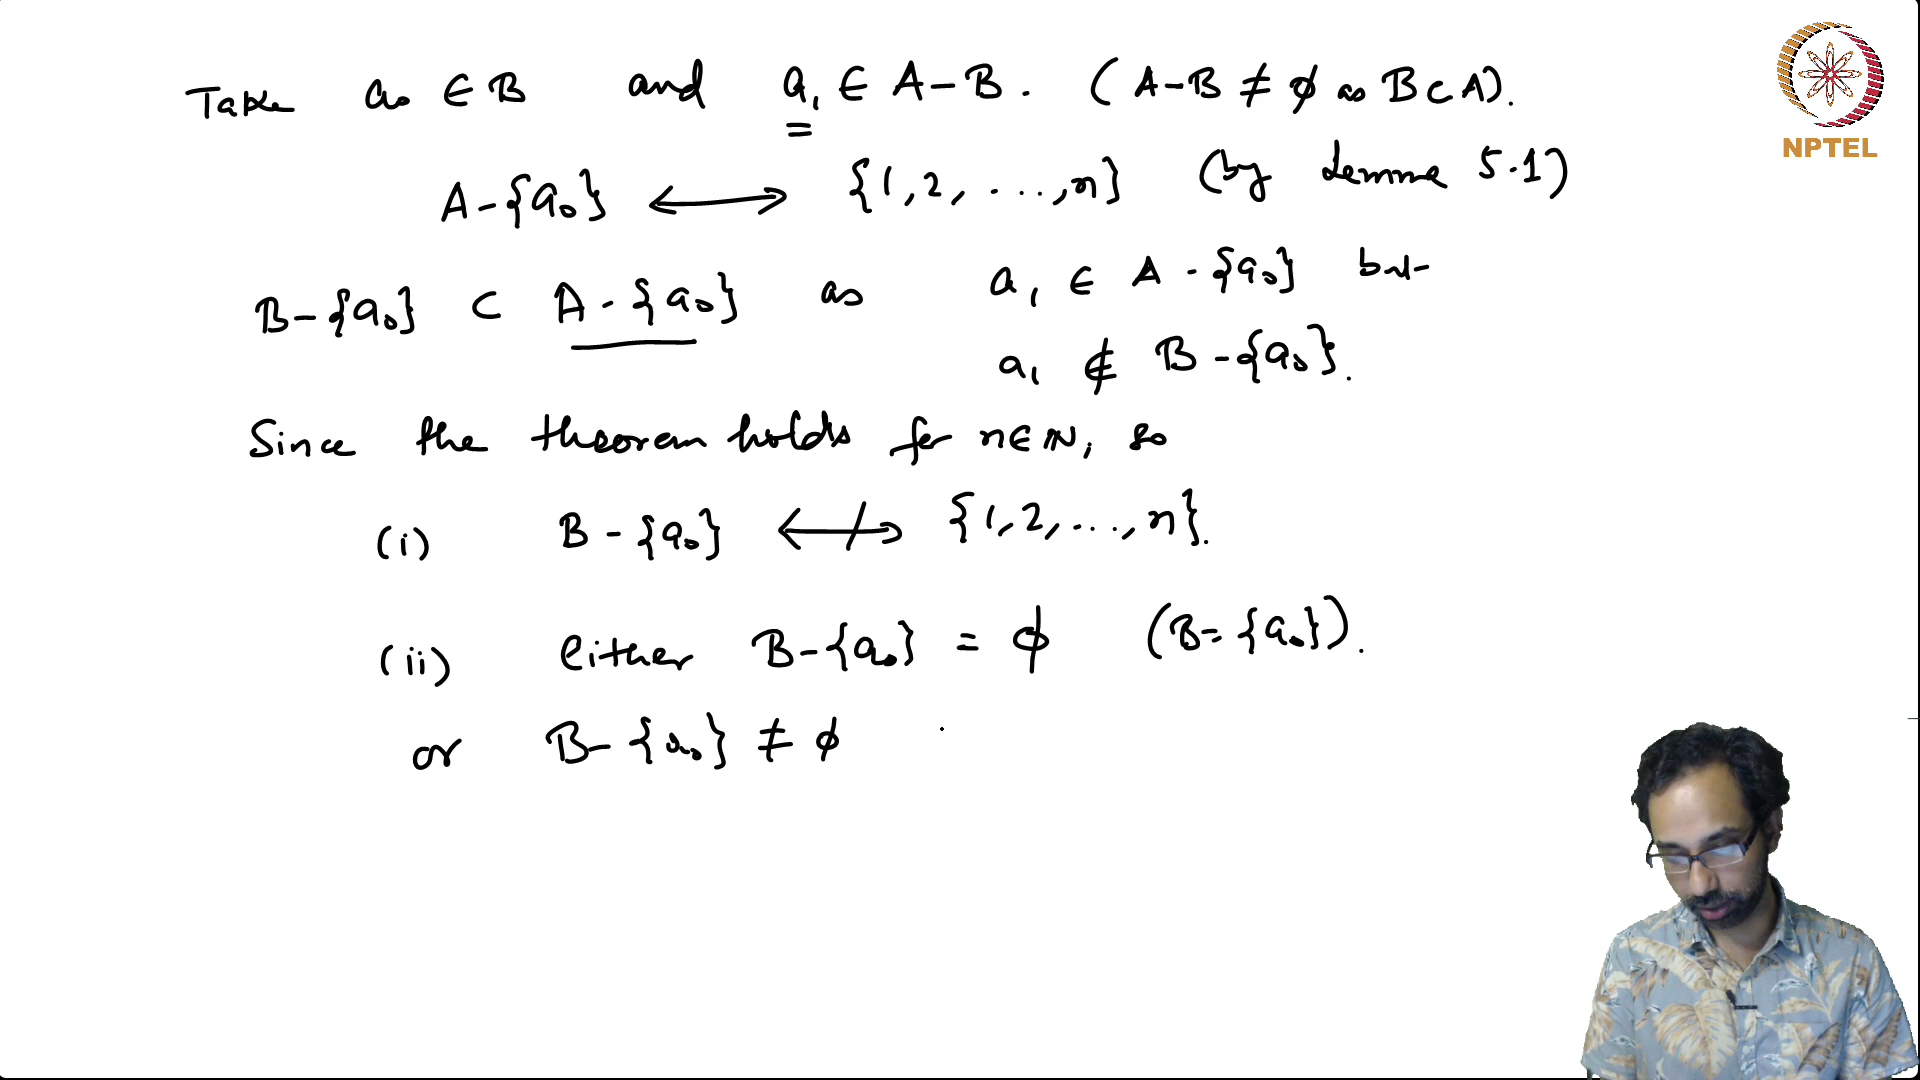 Take a₀ ∈ B and a₁ ∈ A-B. (A-B ≠ ϕ as B⊂A).
A-{a₀} ⟷ {1,2, ...,n} (by Lemma 5.1)
B-{a₀} ⊂ A-{a₀} as a₁ ∈ A-{a₀} but
a₁ ∉ B-{a₀}.
Since the theorem holds for n∈ℕ, so
(i) B-{a₀} ↮ {1,2,...,n}.
(ii) either B-{a₀} = ϕ (B={a₀}).
or B-{a₀} ≠ ϕ
NPTEL